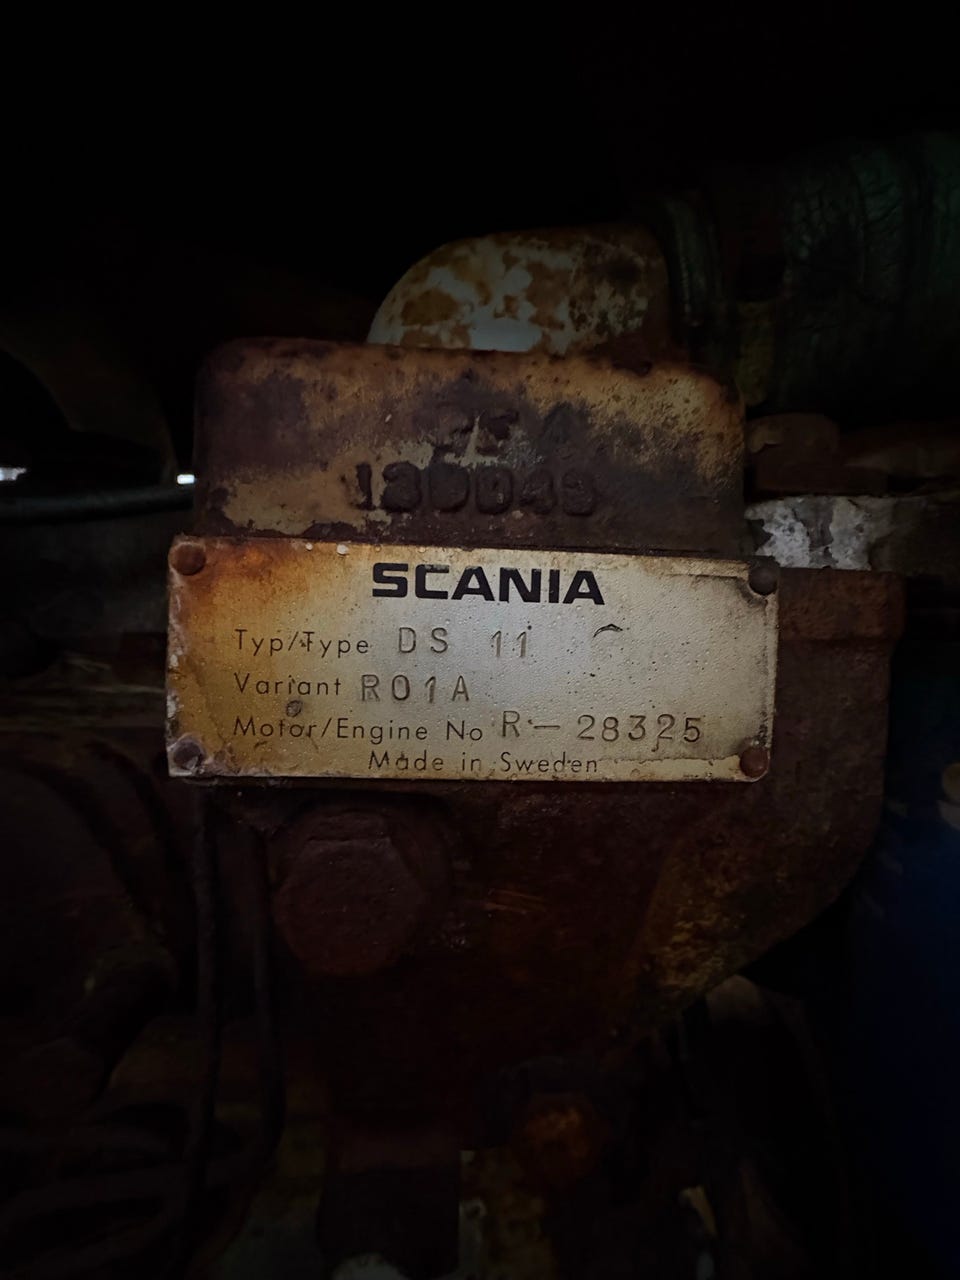 SCANIA
Typ/Type DS 11
Variant R01A
Motor/Engine No R-28325
Made in Sweden